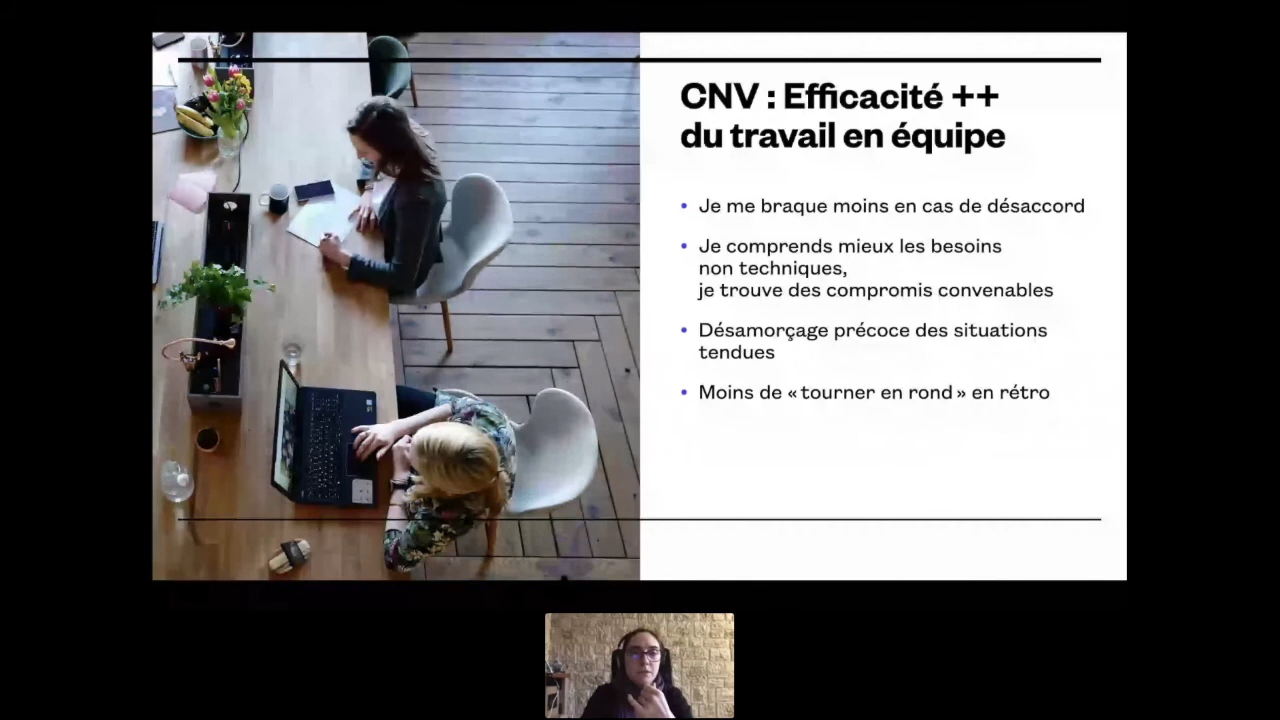 CNV : Efficacité ++
du travail en équipe
• Je me braque moins en cas de désaccord
• Je comprends mieux les besoins
non techniques,
je trouve des compromis convenables
• Désamorçage précoce des situations
tendues
• Moins de « tourner en rond » en rétro